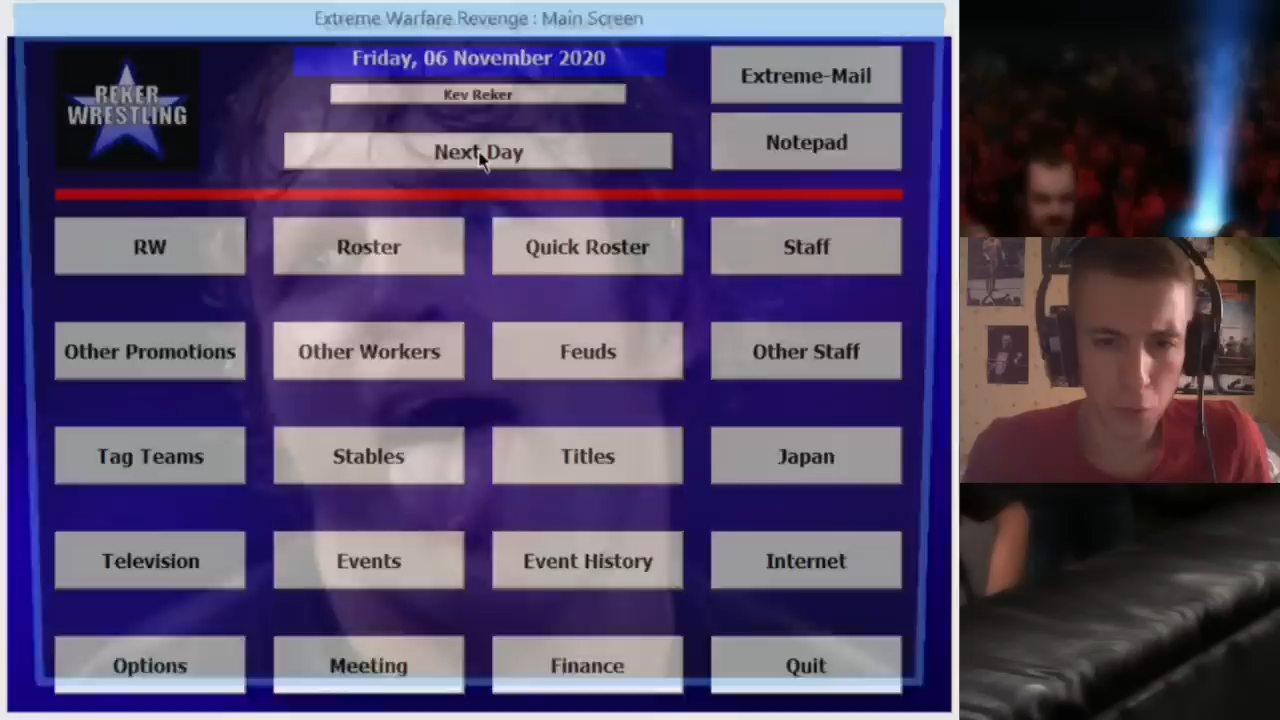 Extreme Warfare Revenge : Main Screen
Friday, 06 November 2020
Kev Reker
Next Day
REKER
WRESTLING
Extreme-Mail
Notepad
RW
Roster
Quick Roster
Staff
Other Promotions
Other Workers
Feuds
Other Staff
Tag Teams
Stables
Titles
Japan
Television
Events
Event History
Internet
Options
Meeting
Finance
Quit